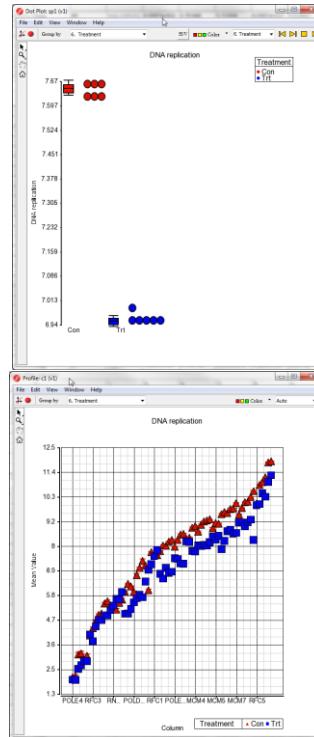 Dot Plot: sp1 (v1)
File Edit View Window Help
Group by 6. Treatment Color 6. Treatment
DNA replication
Treatment
Con
Trt
7.67
7.597
7.524
7.451
7.378
7.305
7.232
7.159
7.086
7.013
6.94
DNA replication
Con Trt
Profile: c1 (v1)
File Edit View Window Help
Group by 6. Treatment Color Auto
DNA replication
12.5
11.4
10.3
9.2
8
6.9
5.8
4.7
3.6
2.5
1.3
Mean Value
POLE4 RFC3 RN... POLD... RFC1 POLE... MCM4 MCM6 MCM7 RFC5
Column
Treatment Con Trt